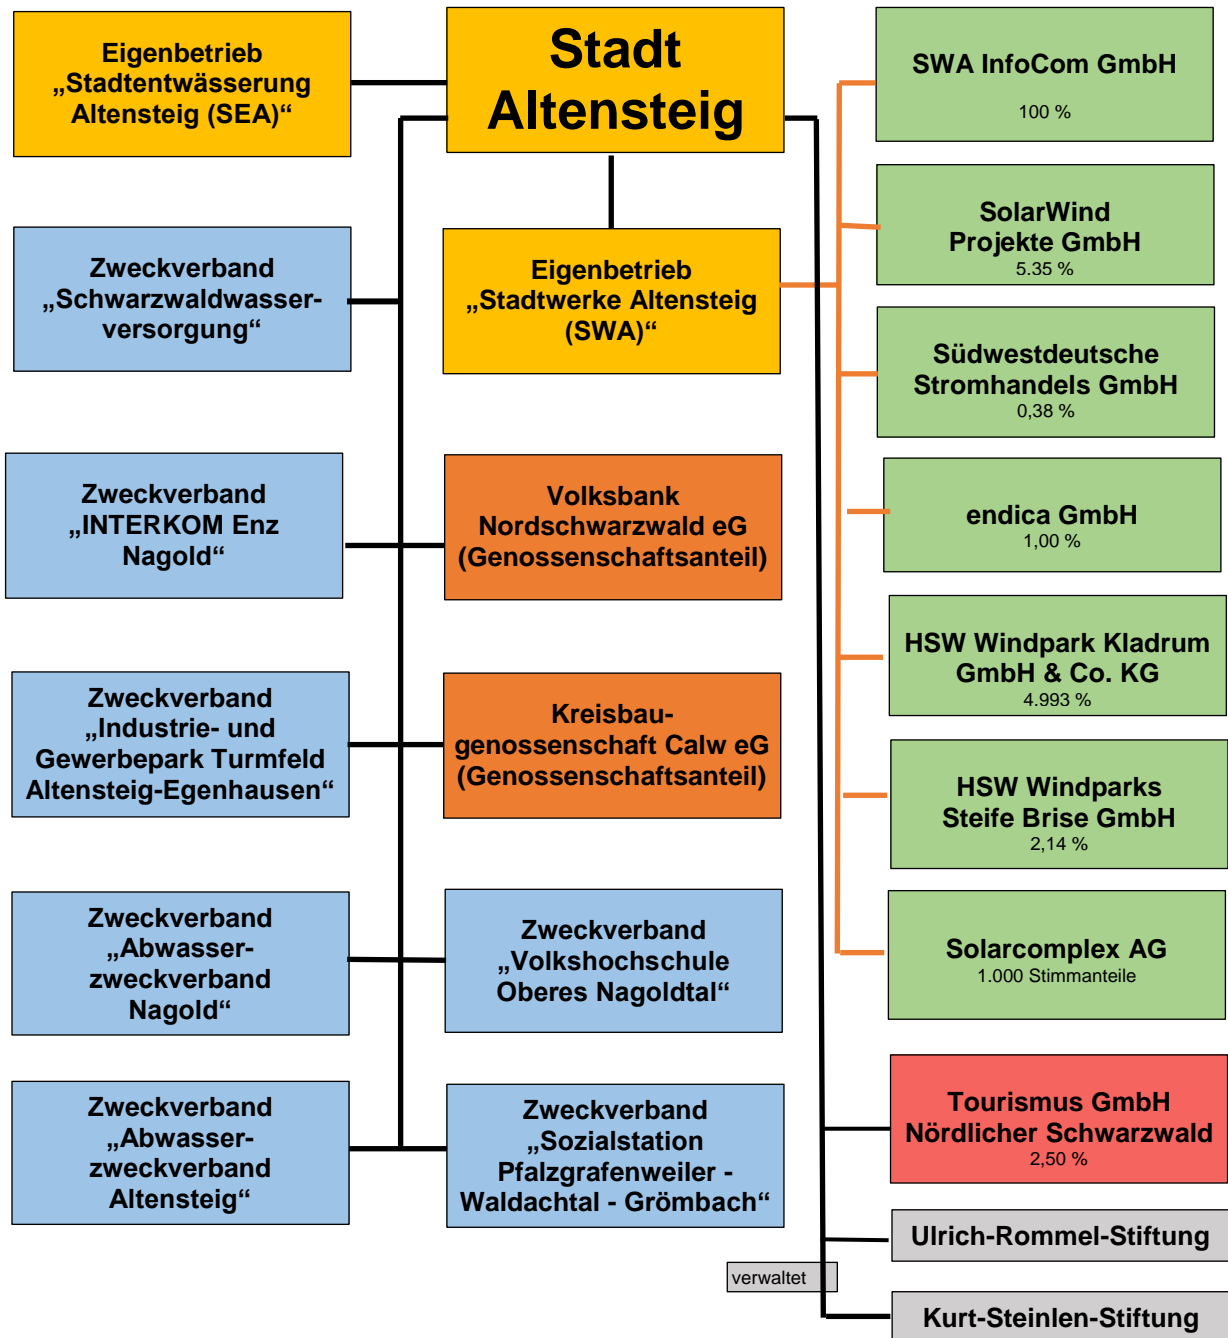 Stadt
Altensteig
Eigenbetrieb
„Stadtentwässerung
Altensteig (SEA)“
Zweckverband
„Schwarzwaldwasser-
versorgung“
Eigenbetrieb
„Stadtwerke Altensteig
(SWA)“
Zweckverband
„INTERKOM Enz
Nagold“
Volksbank
Nordschwarzwald eG
(Genossenschaftsanteil)
Zweckverband
„Industrie- und
Gewerbepark Turmfeld
Altensteig-Egenhausen“
Kreisbau-
genossenschaft Calw eG
(Genossenschaftsanteil)
Zweckverband
„Abwasser-
zweckverband
Nagold“
Zweckverband
„Volkshochschule
Oberes Nagoldtal“
Zweckverband
„Abwasser-
zweckverband
Altensteig“
Zweckverband
„Sozialstation
Pfalzgrafenweiler -
Waldachtal - Grömbach“
SWA InfoCom GmbH
100 %
SolarWind
Projekte GmbH
5.35 %
Südwestdeutsche
Stromhandels GmbH
0,38 %
endica GmbH
1,00 %
HSW Windpark Kladrum
GmbH & Co. KG
4.993 %
HSW Windparks
Steife Brise GmbH
2,14 %
Solarcomplex AG
1.000 Stimmanteile
Tourismus GmbH
Nördlicher Schwarzwald
2,50 %
Ulrich-Rommel-Stiftung
verwaltet
Kurt-Steinlen-Stiftung